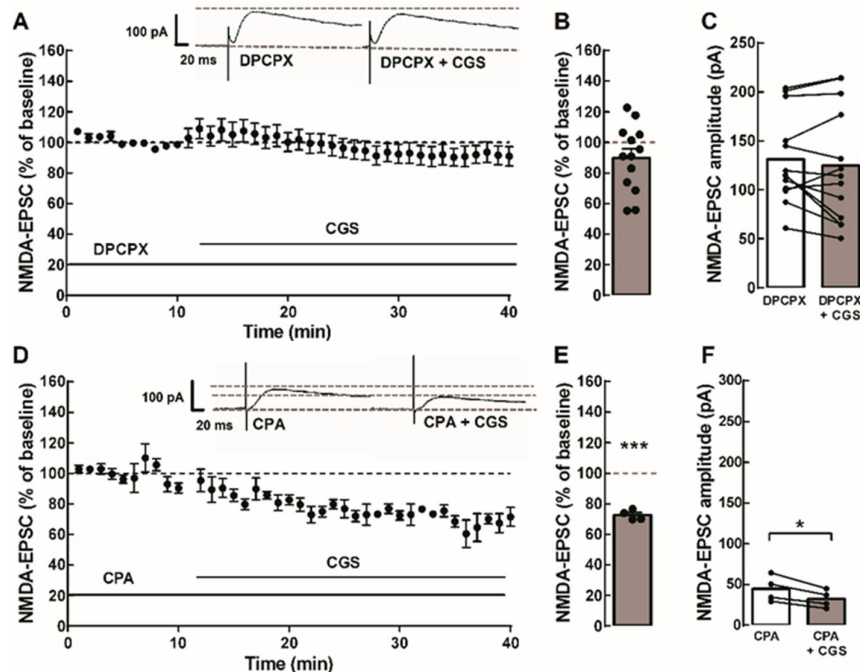 A
100 pA
20 ms
DPCPX
DPCPX + CGS
NMDA-EPSC (% of baseline)
160
140
120
100
80
60
40
20
0
CGS
DPCPX
0
10
20
30
40
Time (min)
B
NMDA-EPSC (% of baseline)
160
140
120
100
80
60
40
20
0
C
NMDA-EPSC amplitude (pA)
250
200
150
100
50
0
DPCPX
DPCPX
+ CGS
D
100 pA
20 ms
CPA
CPA + CGS
NMDA-EPSC (% of baseline)
160
140
120
100
80
60
40
20
0
CGS
CPA
0
10
20
30
40
Time (min)
E
NMDA-EPSC (% of baseline)
160
140
120
100
80
60
40
20
0
***
F
NMDA-EPSC amplitude (pA)
300
250
200
150
100
50
0
*
CPA
CPA
+ CGS